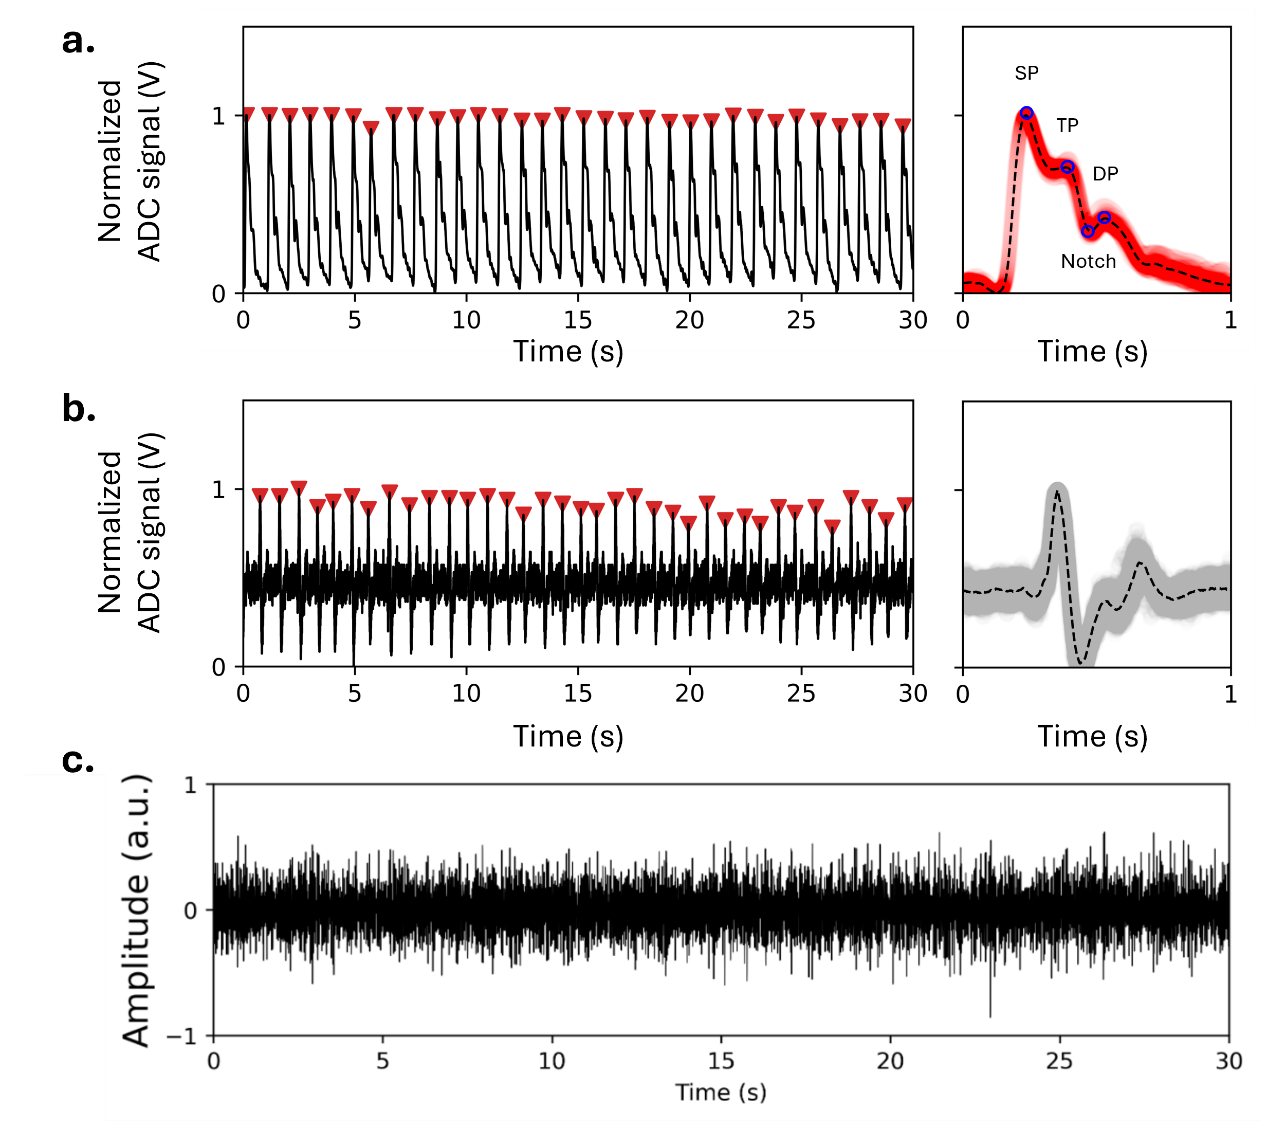 a.
Normalized
ADC signal (V)
1
0
0 5 10 15 20 25 30
Time (s)
SP
TP
DP
Notch
0 1
Time (s)
b.
Normalized
ADC signal (V)
1
0
0 5 10 15 20 25 30
Time (s)
0 1
Time (s)
c.
Amplitude (a.u.)
1
0
−1
0 5 10 15 20 25 30
Time (s)